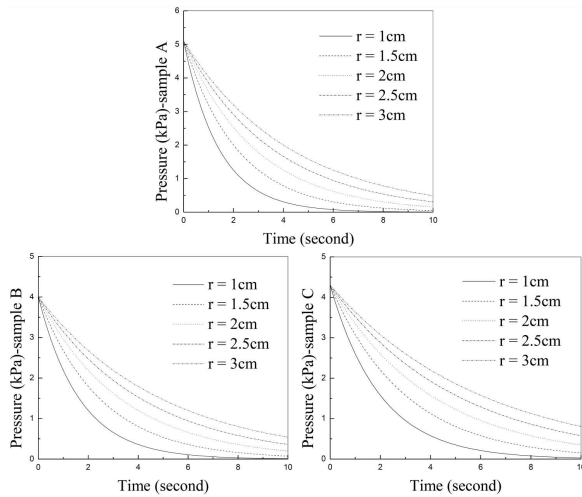 Pressure (kPa)-sample A
6
5
4
3
2
1
0
r = 1cm
r = 1.5cm
r = 2cm
r = 2.5cm
r = 3cm
0 2 4 6 8 10
Time (second)
Pressure (kPa)-sample B
5
4
3
2
1
0
r = 1cm
r = 1.5cm
r = 2cm
r = 2.5cm
r = 3cm
0 2 4 6 8 10
Time (second)
Pressure (kPa)-sample C
5
4
3
2
1
0
r = 1cm
r = 1.5cm
r = 2cm
r = 2.5cm
r = 3cm
0 2 4 6 8 10
Time (second)